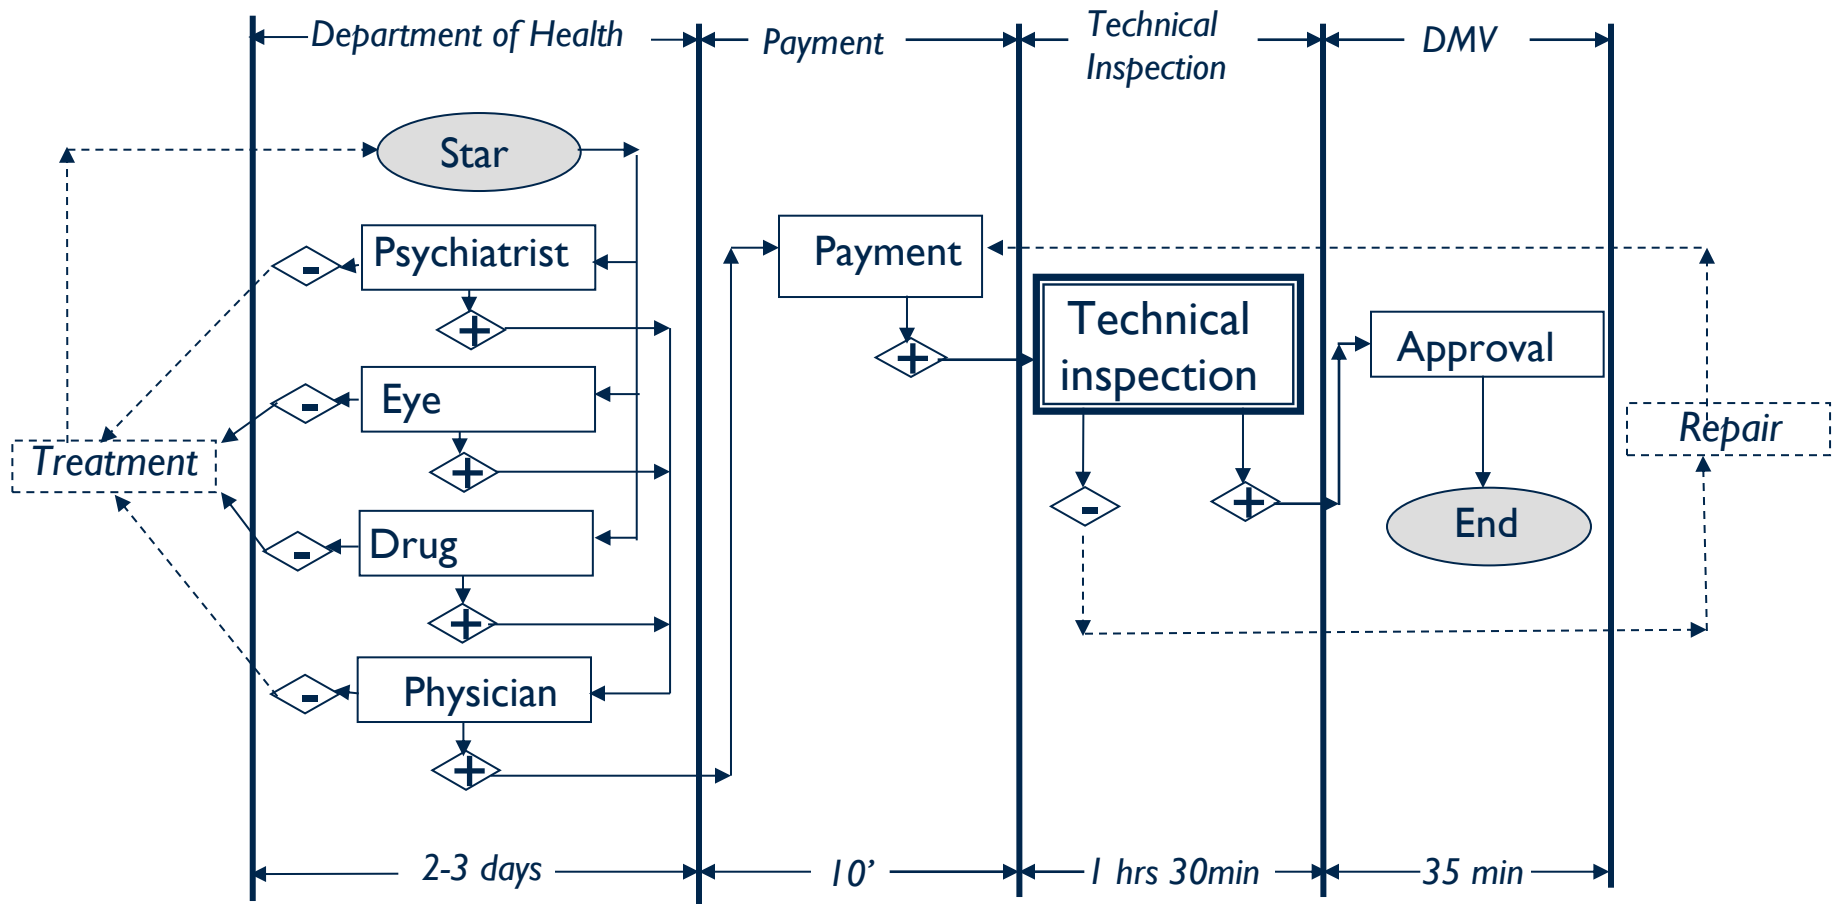 Department of Health
Payment
Technical
Inspection
DMV
Star
Psychiatrist
-
+
Eye
-
+
Treatment
Drug
-
+
Physician
-
+
Payment
+
Technical
inspection
-
+
Approval
End
Repair
2-3 days
10’
1 hrs 30min
35 min